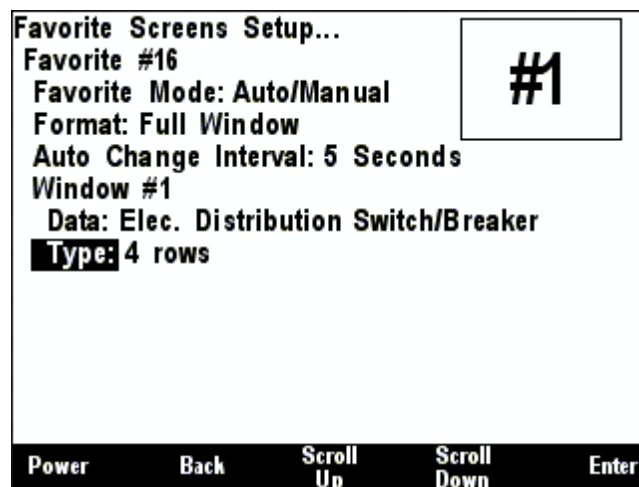 Favorite Screens Setup...
Favorite #16
#1
Favorite Mode: Auto/Manual
Format: Full Window
Auto Change Interval: 5 Seconds
Window #1
Data: Elec. Distribution Switch/Breaker
Type: 4 rows
Power Back Scroll Up Scroll Down Enter